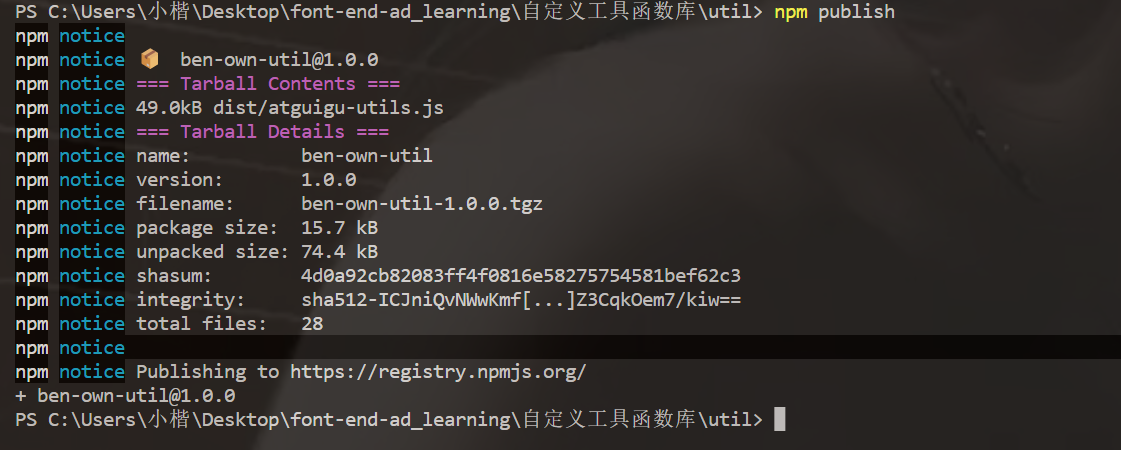 PS C:\Users\小楷\Desktop\font-end-ad_learning\自定义工具函数库\util> npm publish
npm notice
npm notice 📦  ben-own-util@1.0.0
npm notice === Tarball Contents ===
npm notice 49.0kB dist/atguigu-utils.js
npm notice === Tarball Details ===
npm notice name:          ben-own-util
npm notice version:       1.0.0
npm notice filename:      ben-own-util-1.0.0.tgz
npm notice package size:  15.7 kB
npm notice unpacked size: 74.4 kB
npm notice shasum:        4d0a92cb82083ff4f0816e58275754581bef62c3
npm notice integrity:     sha512-ICJniQvNWwKmf[...]Z3CqkOem7/kiw==
npm notice total files:   28
npm notice
npm notice Publishing to https://registry.npmjs.org/
+ ben-own-util@1.0.0
PS C:\Users\小楷\Desktop\font-end-ad_learning\自定义工具函数库\util>